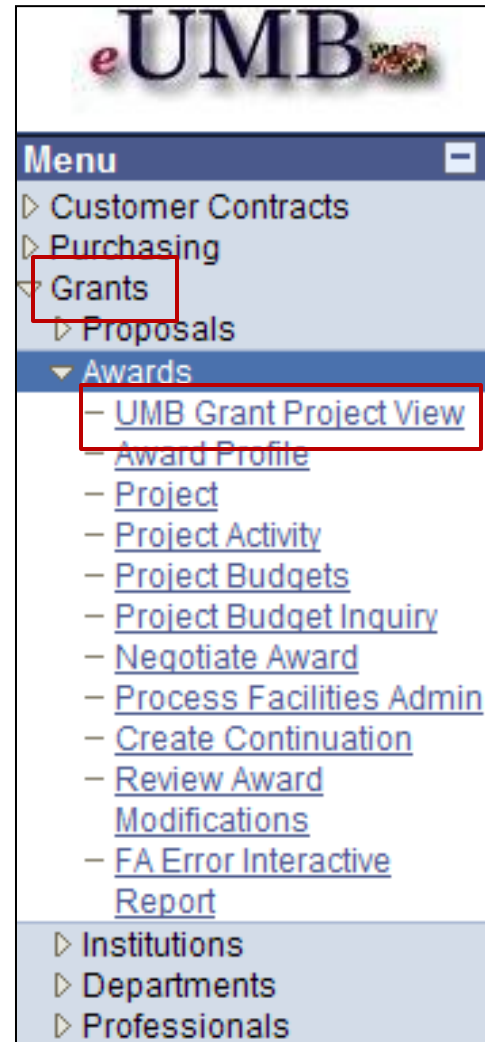 eUMB
Menu
Customer Contracts
Purchasing
Grants
Proposals
Awards
UMB Grant Project View
Award Profile
Project
Project Activity
Project Budgets
Project Budget Inquiry
Negotiate Award
Process Facilities Admin
Create Continuation
Review Award
Modifications
FA Error Interactive
Report
Institutions
Departments
Professionals